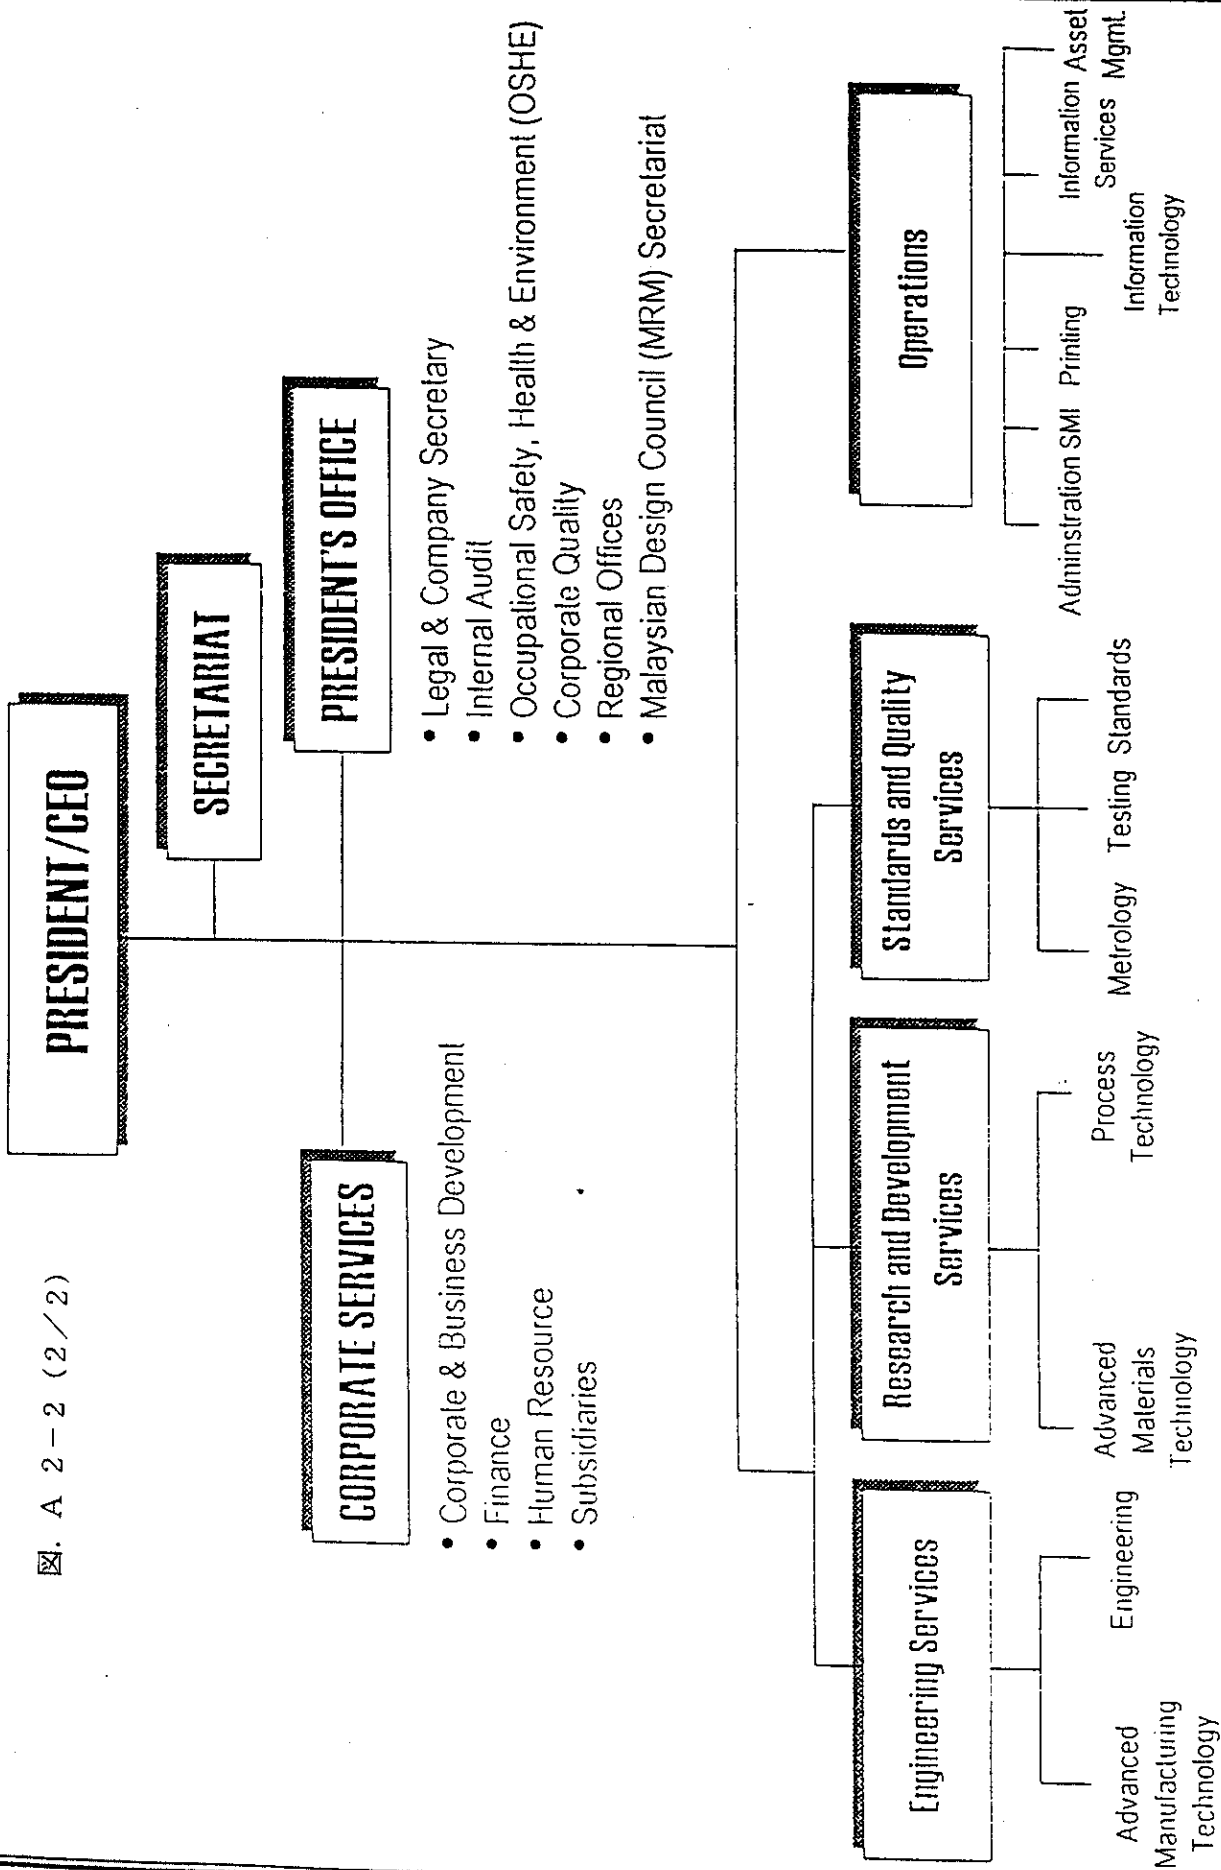 図. A 2－2 (2／2)
PRESIDENT/CEO
SECRETARIAT
CORPORATE SERVICES
• Corporate & Business Development
• Finance
• Human Resource
• Subsidiaries
PRESIDENT'S OFFICE
• Legal & Company Secretary
• Internal Audit
• Occupational Safety, Health & Environment (OSHE)
• Corporate Quality
• Regional Offices
• Malaysian Design Council (MRM) Secretariat
Engineering Services
Advanced
Manufacturing
Technology
Engineering
Research and Development
Services
Advanced
Materials
Technology
Process
Technology
Standards and Quality
Services
Metrology
Testing
Standards
Operations
Adminstration
SMI
Printing
Information
Technology
Information
Services
Asset
Mgmt.